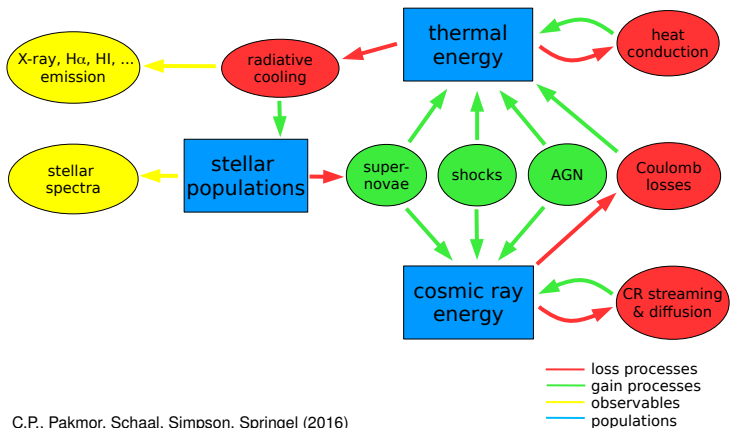 X-ray, Hα, HI, ...
emission
radiative
cooling
thermal
energy
heat
conduction
stellar
spectra
stellar
populations
super-
novae
shocks
AGN
Coulomb
losses
cosmic ray
energy
CR streaming
& diffusion
loss processes
gain processes
observables
populations
C.P., Pakmor, Schaal, Simpson, Springel (2016)